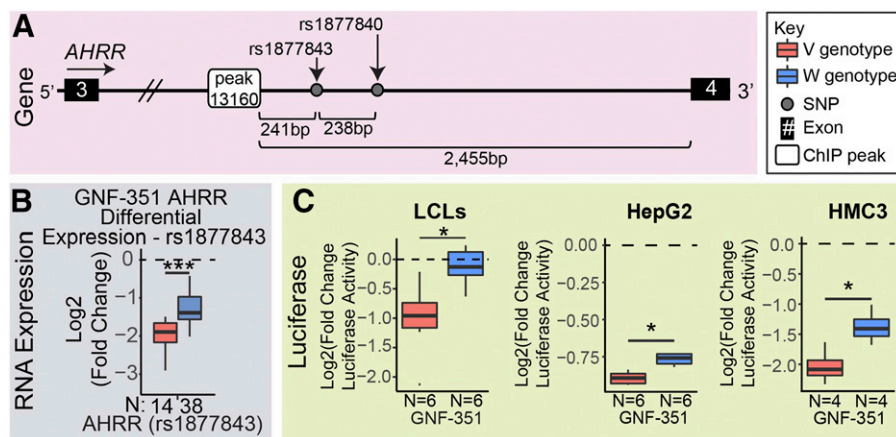 A
Gene
AHRR
rs1877840
rs1877843
5'
3
//
peak
13160
4
3'
241bp
238bp
2,455bp
Key
V genotype
W genotype
SNP
# Exon
ChIP peak
B
RNA Expression
GNF-351 AHRR
Differential
Expression - rs1877843
Log2
(Fold Change)
0
−1
−2
−3
***
N: 14 38
AHRR (rs1877843)
C
Luciferase
LCLs
Log2(Fold Change
Luciferase Activity)
0.0
−0.5
−1.0
−1.5
−2.0
*
N=6 N=6
GNF-351
HepG2
Log2(Fold Change
Luciferase Activity)
0.00
−0.25
−0.50
−0.75
*
N=6 N=6
GNF-351
HMC3
Log2(Fold Change
Luciferase Activity)
0.0
−0.5
−1.0
−1.5
−2.0
*
N=4 N=4
GNF-351